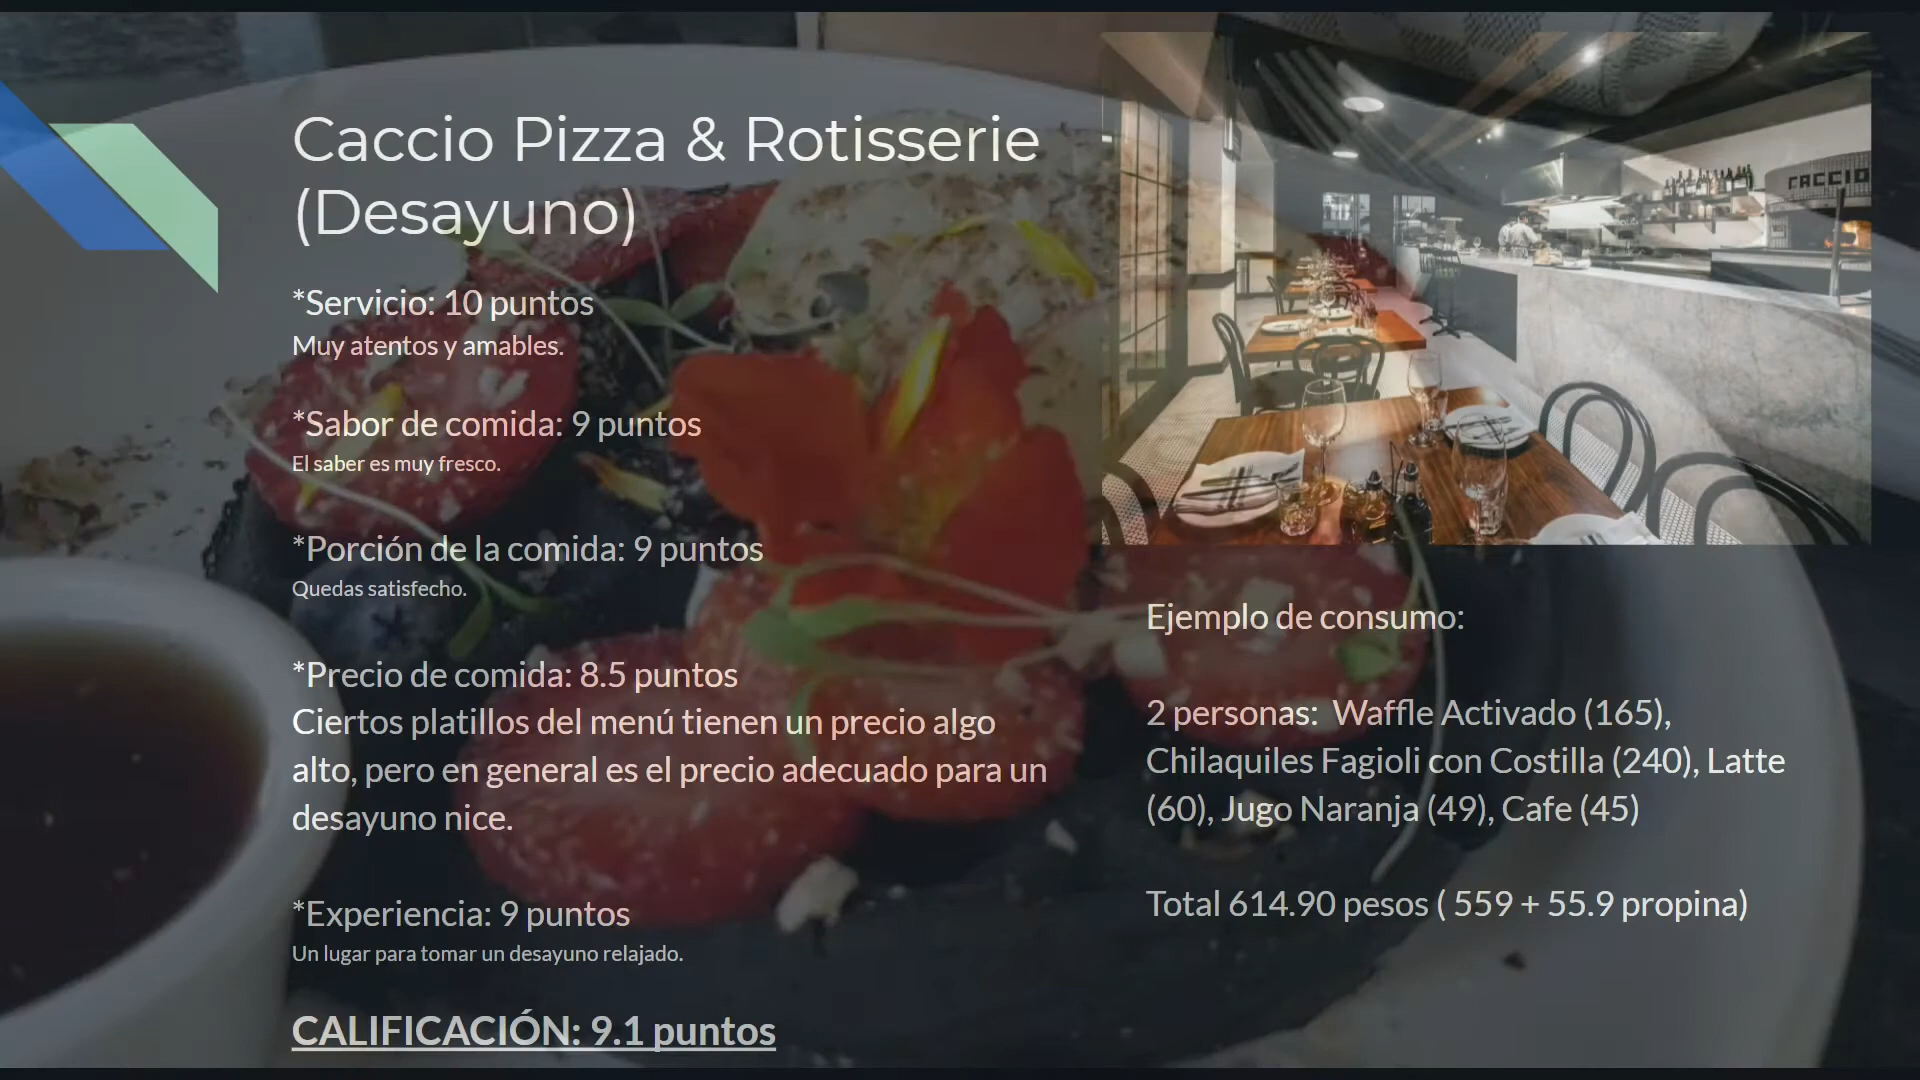 Caccio Pizza & Rotisserie
(Desayuno)
*Servicio: 10 puntos
Muy atentos y amables.
*Sabor de comida: 9 puntos
El saber es muy fresco.
*Porción de la comida: 9 puntos
Quedas satisfecho.
*Precio de comida: 8.5 puntos
Ciertos platillos del menú tienen un precio algo
alto, pero en general es el precio adecuado para un
desayuno nice.
*Experiencia: 9 puntos
Un lugar para tomar un desayuno relajado.
CALIFICACIÓN: 9.1 puntos
CACCIO
Ejemplo de consumo:
2 personas: Waffle Activado (165),
Chilaquiles Fagioli con Costilla (240), Latte
(60), Jugo Naranja (49), Cafe (45)
Total 614.90 pesos ( 559 + 55.9 propina)